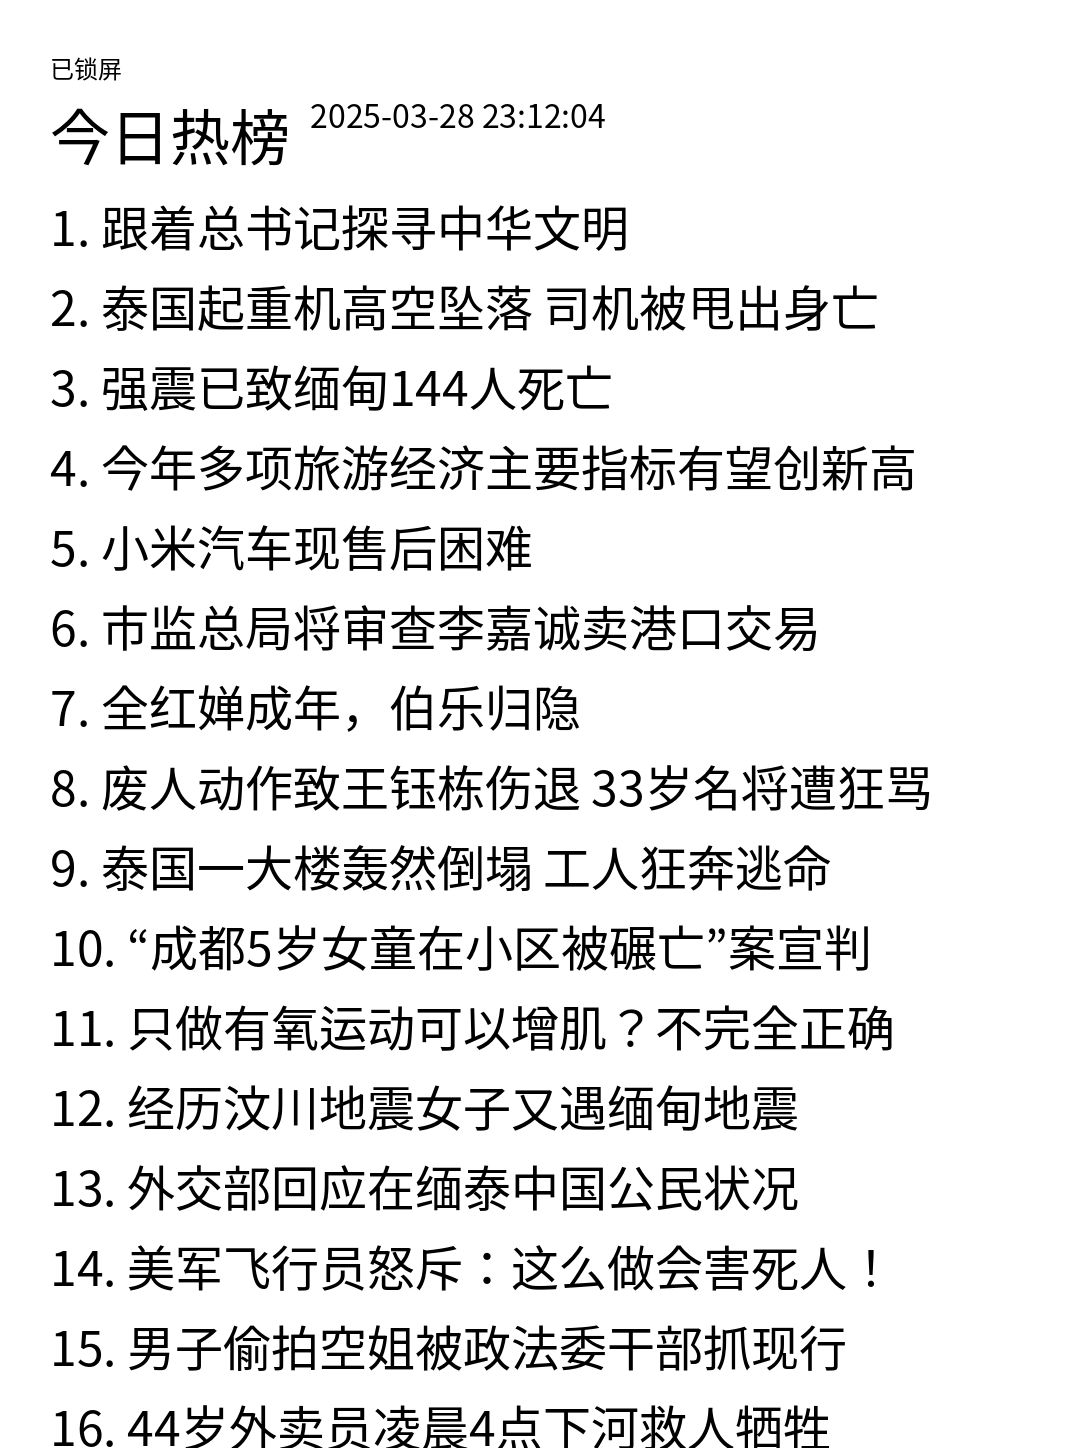 已锁屏
今日热榜 2025-03-28 23:12:04
1. 跟着总书记探寻中华文明
2. 泰国起重机高空坠落 司机被甩出身亡
3. 强震已致缅甸144人死亡
4. 今年多项旅游经济主要指标有望创新高
5. 小米汽车现售后困难
6. 市监总局将审查李嘉诚卖港口交易
7. 全红婵成年，伯乐归隐
8. 废人动作致王钰栋伤退 33岁名将遭狂骂
9. 泰国一大楼轰然倒塌 工人狂奔逃命
10. “成都5岁女童在小区被碾亡”案宣判
11. 只做有氧运动可以增肌？不完全正确
12. 经历汶川地震女子又遇缅甸地震
13. 外交部回应在缅泰中国公民状况
14. 美军飞行员怒斥：这么做会害死人！
15. 男子偷拍空姐被政法委干部抓现行
16. 44岁外卖员凌晨4点下河救人牺牲